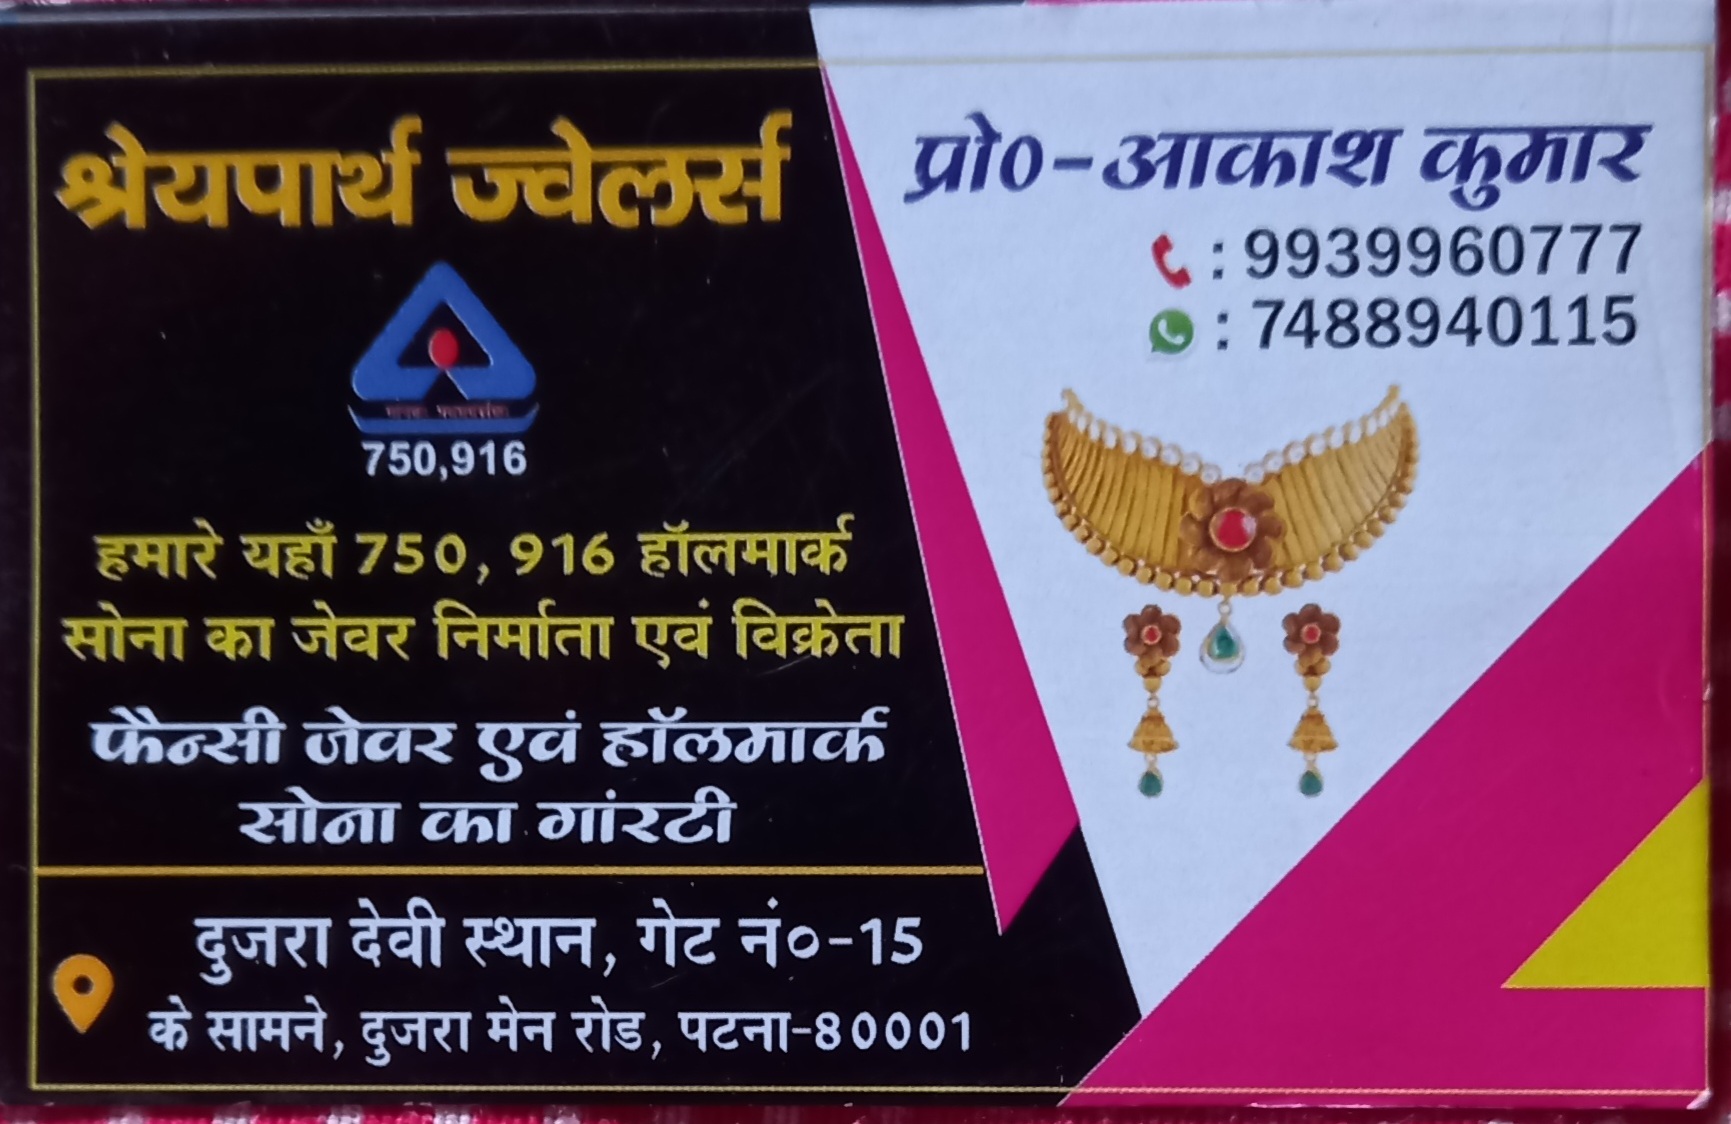 श्रेयपार्थ ज्वेलर्स
750,916
हमारे यहाँ 750, 916 हॉलमार्क
सोना का जेवर निर्माता एवं विक्रेता
फैन्सी जेवर एवं हॉलमार्क
सोना का गांरटी
दुजरा देवी स्थान, गेट नं०-15
के सामने, दुजरा मेन रोड, पटना-800001
प्रो०-आकाश कुमार
: 9939960777
: 7488940115